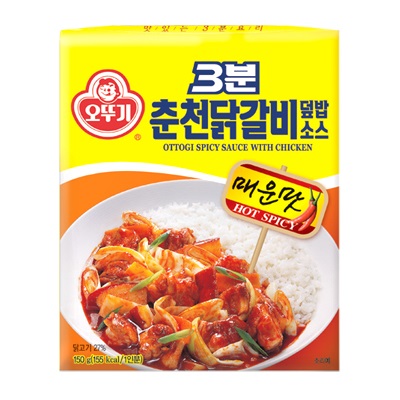 맛있는3분요리
오뚜기
3분
춘천닭갈비
덮밥
소스
OTTOGI SPICY SAUCE WITH CHICKEN
매운맛
HOT SPICY
닭고기 27%
150 g(155 kcal/1인분)